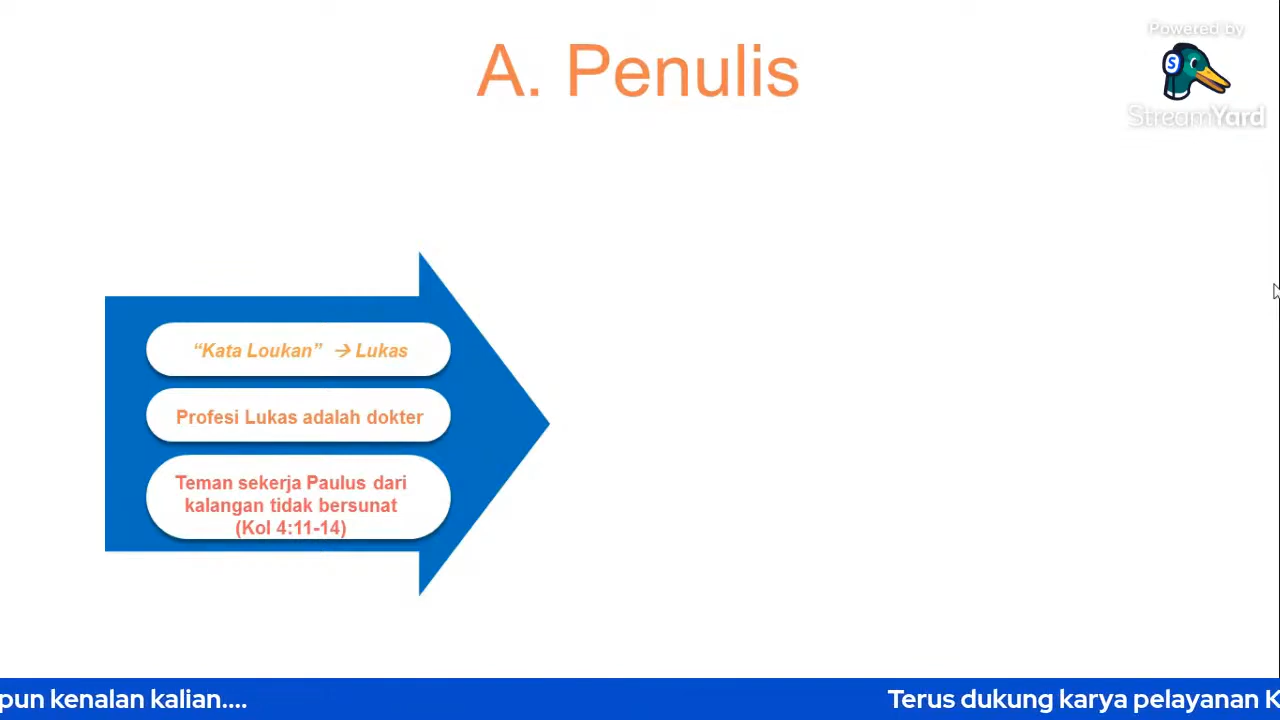 A. Penulis
Powered by
StreamYard
“Kata Loukan” → Lukas
Profesi Lukas adalah dokter
Teman sekerja Paulus dari
kalangan tidak bersunat
(Kol 4:11-14)
pun kenalan kalian....
Terus dukung karya pelayanan K